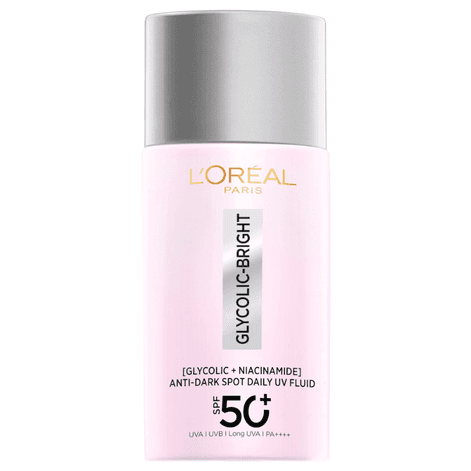 L'ORÉAL
PARIS
GLYCOLIC-BRIGHT
[GLYCOLIC + NIACINAMIDE]
ANTI-DARK SPOT DAILY UV FLUID
SPF 50+
UVA | UVB | Long UVA | PA++++